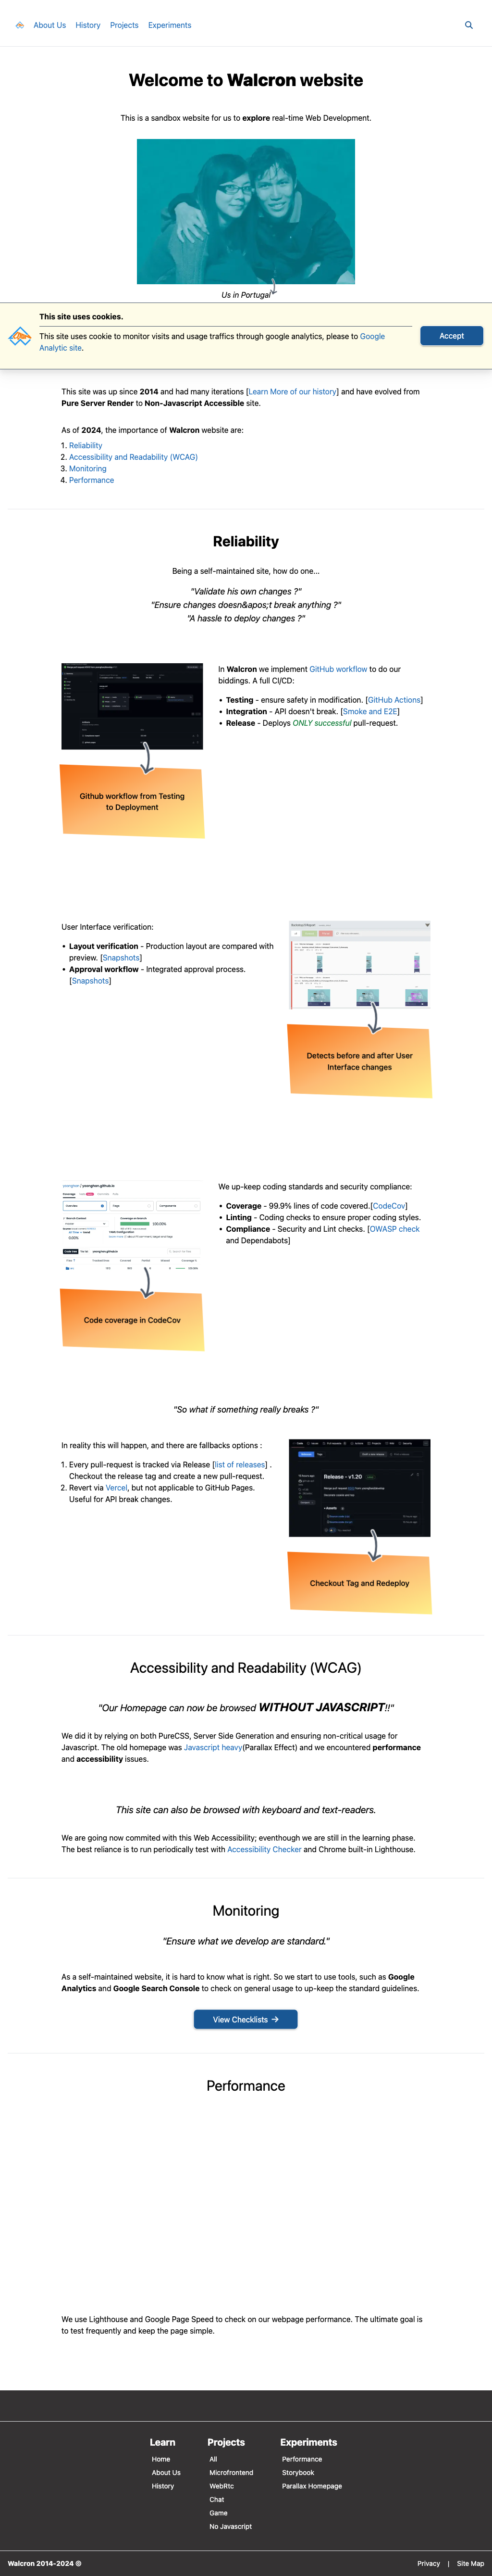 About Us History Projects Experiments
Welcome to Walcron website
This is a sandbox website for us to explore real-time Web Development.
Us in Portugal
This site uses cookies.
This site uses cookie to monitor visits and usage traffics through google analytics, please to Google
Analytic site.
Accept
This site was up since 2014 and had many iterations [Learn More of our history] and have evolved from
Pure Server Render to Non-Javascript Accessible site.
As of 2024, the importance of Walcron website are:
1. Reliability
2. Accessibility and Readability (WCAG)
3. Monitoring
4. Performance
Reliability
Being a self-maintained site, how do one...
"Validate his own changes ?"
"Ensure changes doesn&apos;t break anything ?"
"A hassle to deploy changes ?"
In Walcron we implement GitHub workflow to do our
biddings. A full CI/CD:
• Testing - ensure safety in modification. [GitHub Actions]
• Integration - API doesn't break. [Smoke and E2E]
• Release - Deploys ONLY successful pull-request.
Github workflow from Testing
to Deployment
User Interface verification:
• Layout verification - Production layout are compared with
preview. [Snapshots]
• Approval workflow - Integrated approval process.
[Snapshots]
Detects before and after User
Interface changes
We up-keep coding standards and security compliance:
• Coverage - 99.9% lines of code covered.[CodeCov]
• Linting - Coding checks to ensure proper coding styles.
• Compliance - Security and Lint checks. [OWASP check
and Dependabots]
Code coverage in CodeCov
"So what if something really breaks ?"
In reality this will happen, and there are fallbacks options :
1. Every pull-request is tracked via Release [list of releases] .
Checkout the release tag and create a new pull-request.
2. Revert via Vercel, but not applicable to GitHub Pages.
Useful for API break changes.
Release - v1.20
Checkout Tag and Redeploy
Accessibility and Readability (WCAG)
"Our Homepage can now be browsed WITHOUT JAVASCRIPT!!"
We did it by relying on both PureCSS, Server Side Generation and ensuring non-critical usage for
Javascript. The old homepage was Javascript heavy(Parallax Effect) and we encountered performance
and accessibility issues.
This site can also be browsed with keyboard and text-readers.
We are going now commited with this Web Accessibility; eventhough we are still in the learning phase.
The best reliance is to run periodically test with Accessibility Checker and Chrome built-in Lighthouse.
Monitoring
"Ensure what we develop are standard."
As a self-maintained website, it is hard to know what is right. So we start to use tools, such as Google
Analytics and Google Search Console to check on general usage to up-keep the standard guidelines.
View Checklists →
Performance
We use Lighthouse and Google Page Speed to check on our webpage performance. The ultimate goal is
to test frequently and keep the page simple.
Learn
Home
About Us
History
Projects
All
Microfrontend
WebRtc
Chat
Game
No Javascript
Experiments
Performance
Storybook
Parallax Homepage
Walcron 2014-2024 ©
Privacy | Site Map